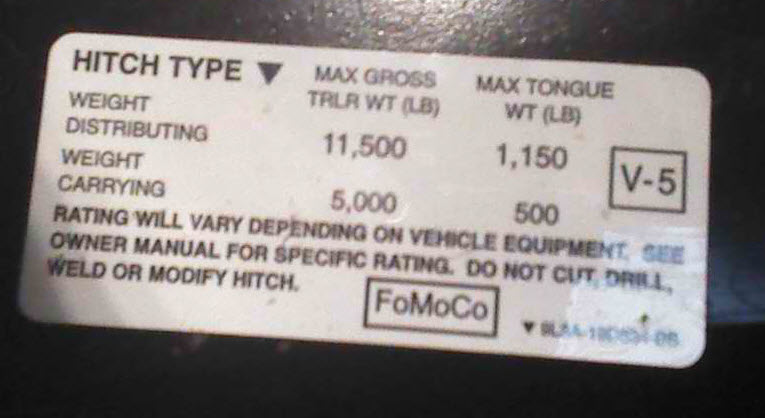 HITCH TYPE ▼ MAX GROSS TRLR WT (LB) MAX TONGUE WT (LB)
WEIGHT DISTRIBUTING 11,500 1,150
WEIGHT CARRYING 5,000 500
V-5
RATING WILL VARY DEPENDING ON VEHICLE EQUIPMENT. SEE
OWNER MANUAL FOR SPECIFIC RATING. DO NOT CUT, DRILL,
WELD OR MODIFY HITCH.
FoMoCo
▼